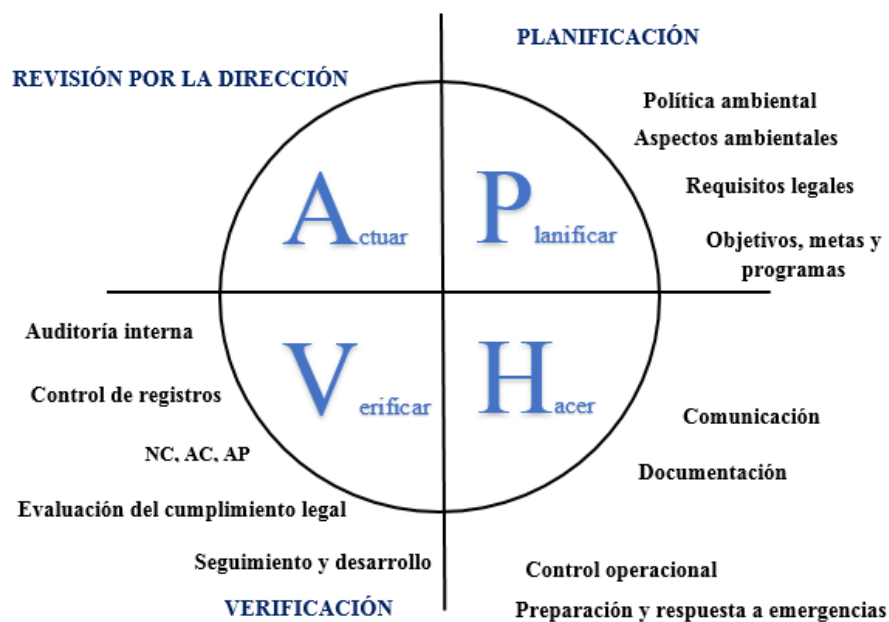 PLANIFICACIÓN
REVISIÓN POR LA DIRECCIÓN
Política ambiental
Aspectos ambientales
Requisitos legales
Objetivos, metas y
programas
Actuar
Planificar
Auditoría interna
Control de registros
NC, AC, AP
Evaluación del cumplimiento legal
Seguimiento y desarrollo
VERIFICACIÓN
Verificar
Hacer
Comunicación
Documentación
Control operacional
Preparación y respuesta a emergencias